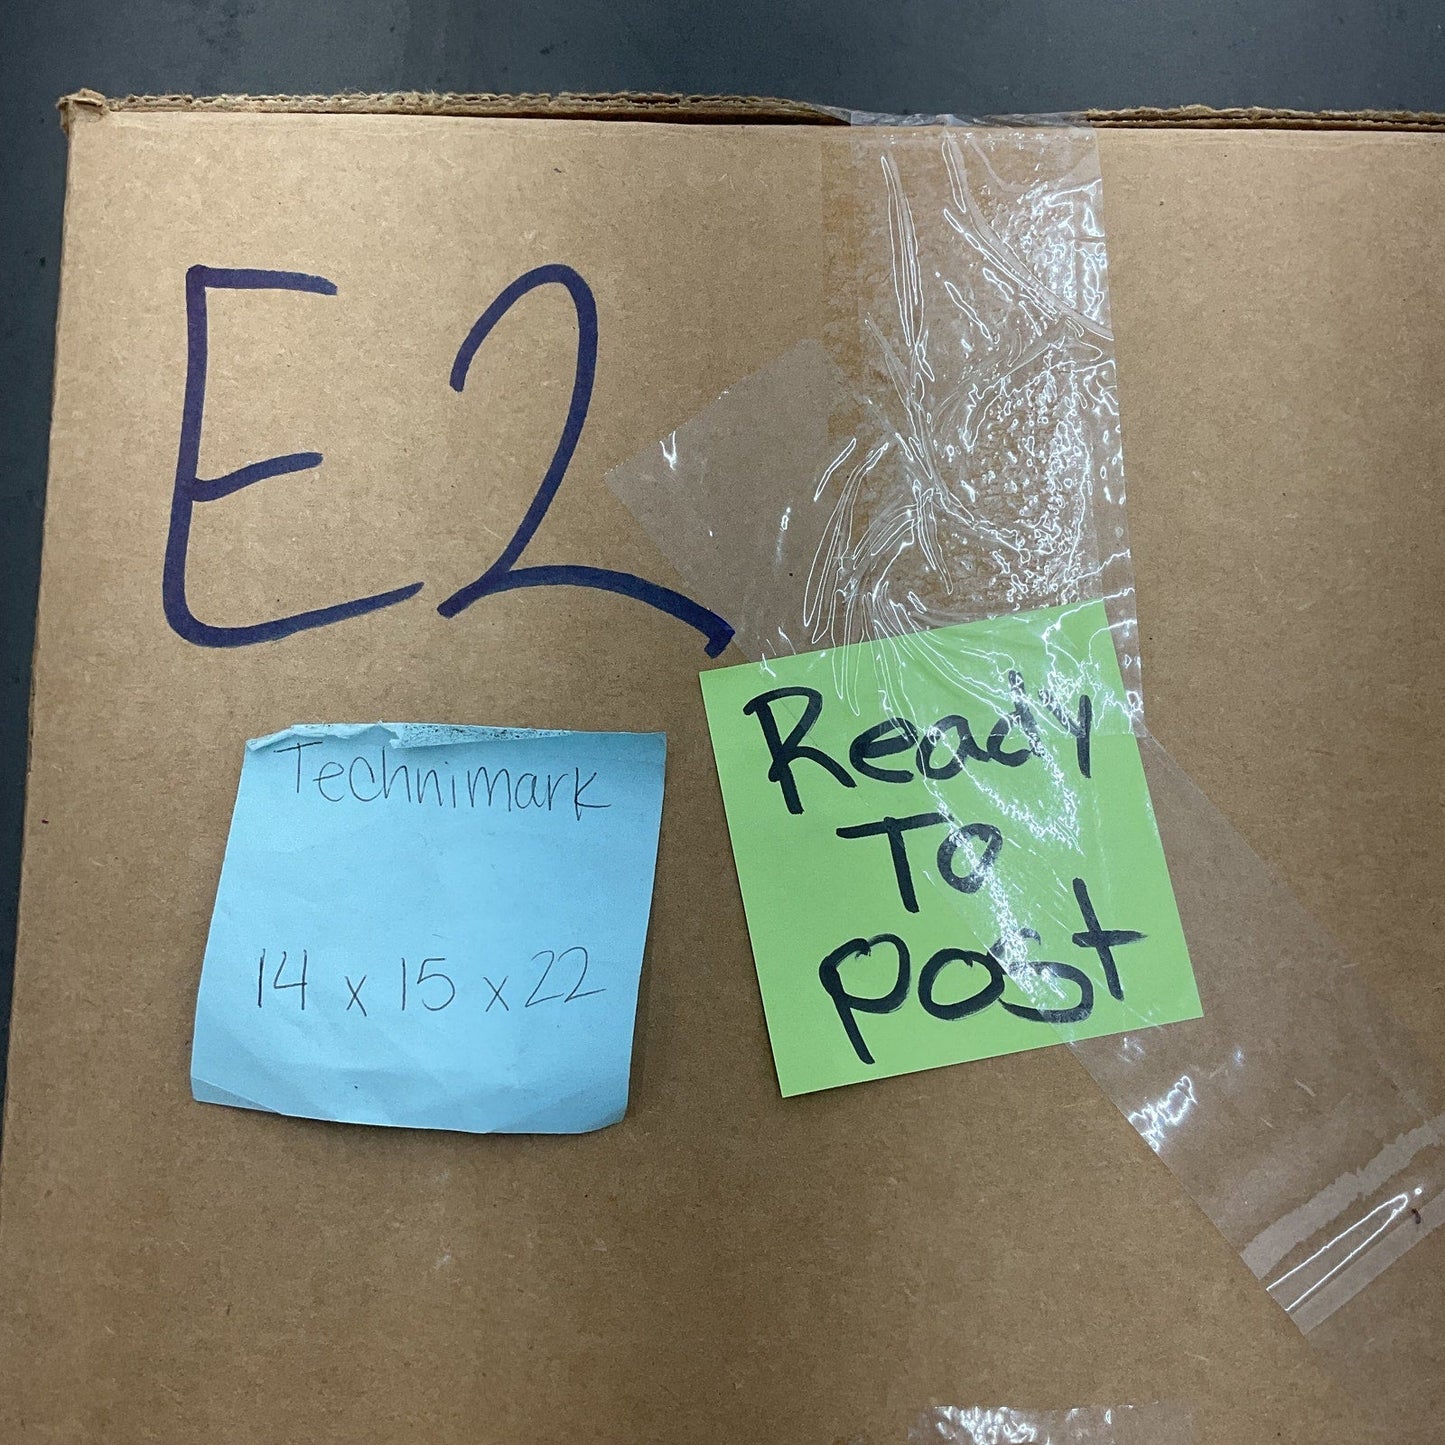 E2
Technimark
14 x 15 x 22
Ready
To
post